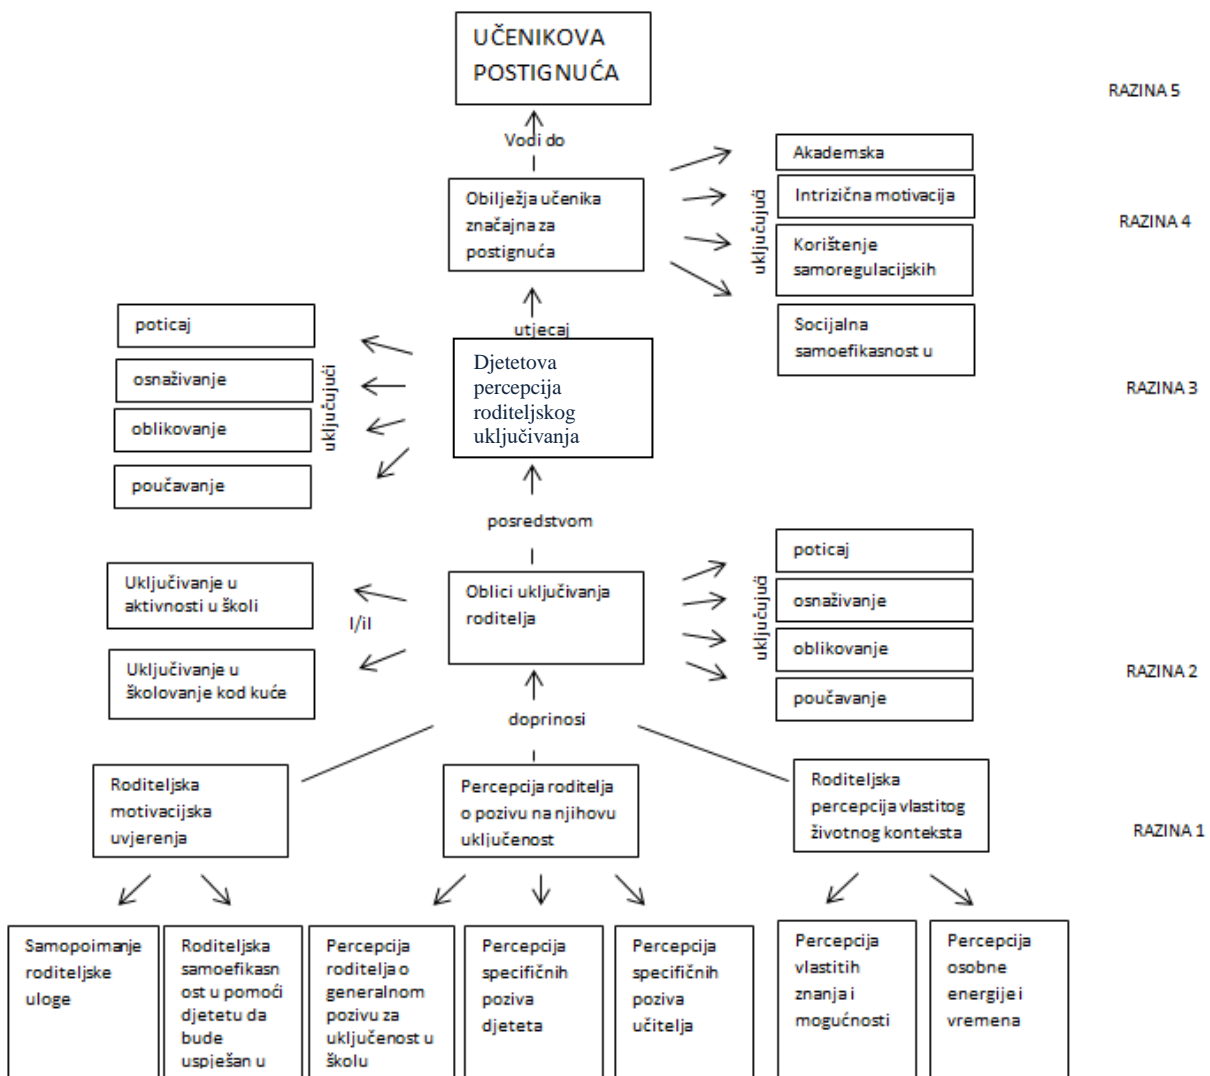 UČENIKOVA
POSTIGNUĆA
RAZINA 5
Vodi do
Obilježja učenika
značajna za
postignuća
uključujući
Akademska
Intrizična motivacija
Korištenje
samoregulacijskih
Socijalna
samoefikasnost u
RAZINA 4
utjecaj
Djetetova
percepcija
roditeljskog
uključivanja
uključujući
poticaj
osnaživanje
oblikovanje
poučavanje
RAZINA 3
posredstvom
Oblici uključivanja
roditelja
Uključivanje u
aktivnosti u školi
I/ilI
Uključivanje u
školovanje kod kuće
uključujući
poticaj
osnaživanje
oblikovanje
poučavanje
RAZINA 2
doprinosi
Roditeljska
motivacijska
uvjerenja
Percepcija roditelja
o pozivu na njihovu
uključenost
Roditeljska
percepcija vlastitog
životnog konteksta
RAZINA 1
Samopoimanje
roditeljske
uloge
Roditeljska
samoefikasn
ost u pomoći
djetetu da
bude
uspješan u
Percepcija
roditelja o
generalnom
pozivu za
uključenost u
školu
Percepcija
specifičnih
poziva
djeteta
Percepcija
specifičnih
poziva
učitelja
Percepcija
vlastitih
znanja i
mogućnosti
Percepcija
osobne
energije i
vremena